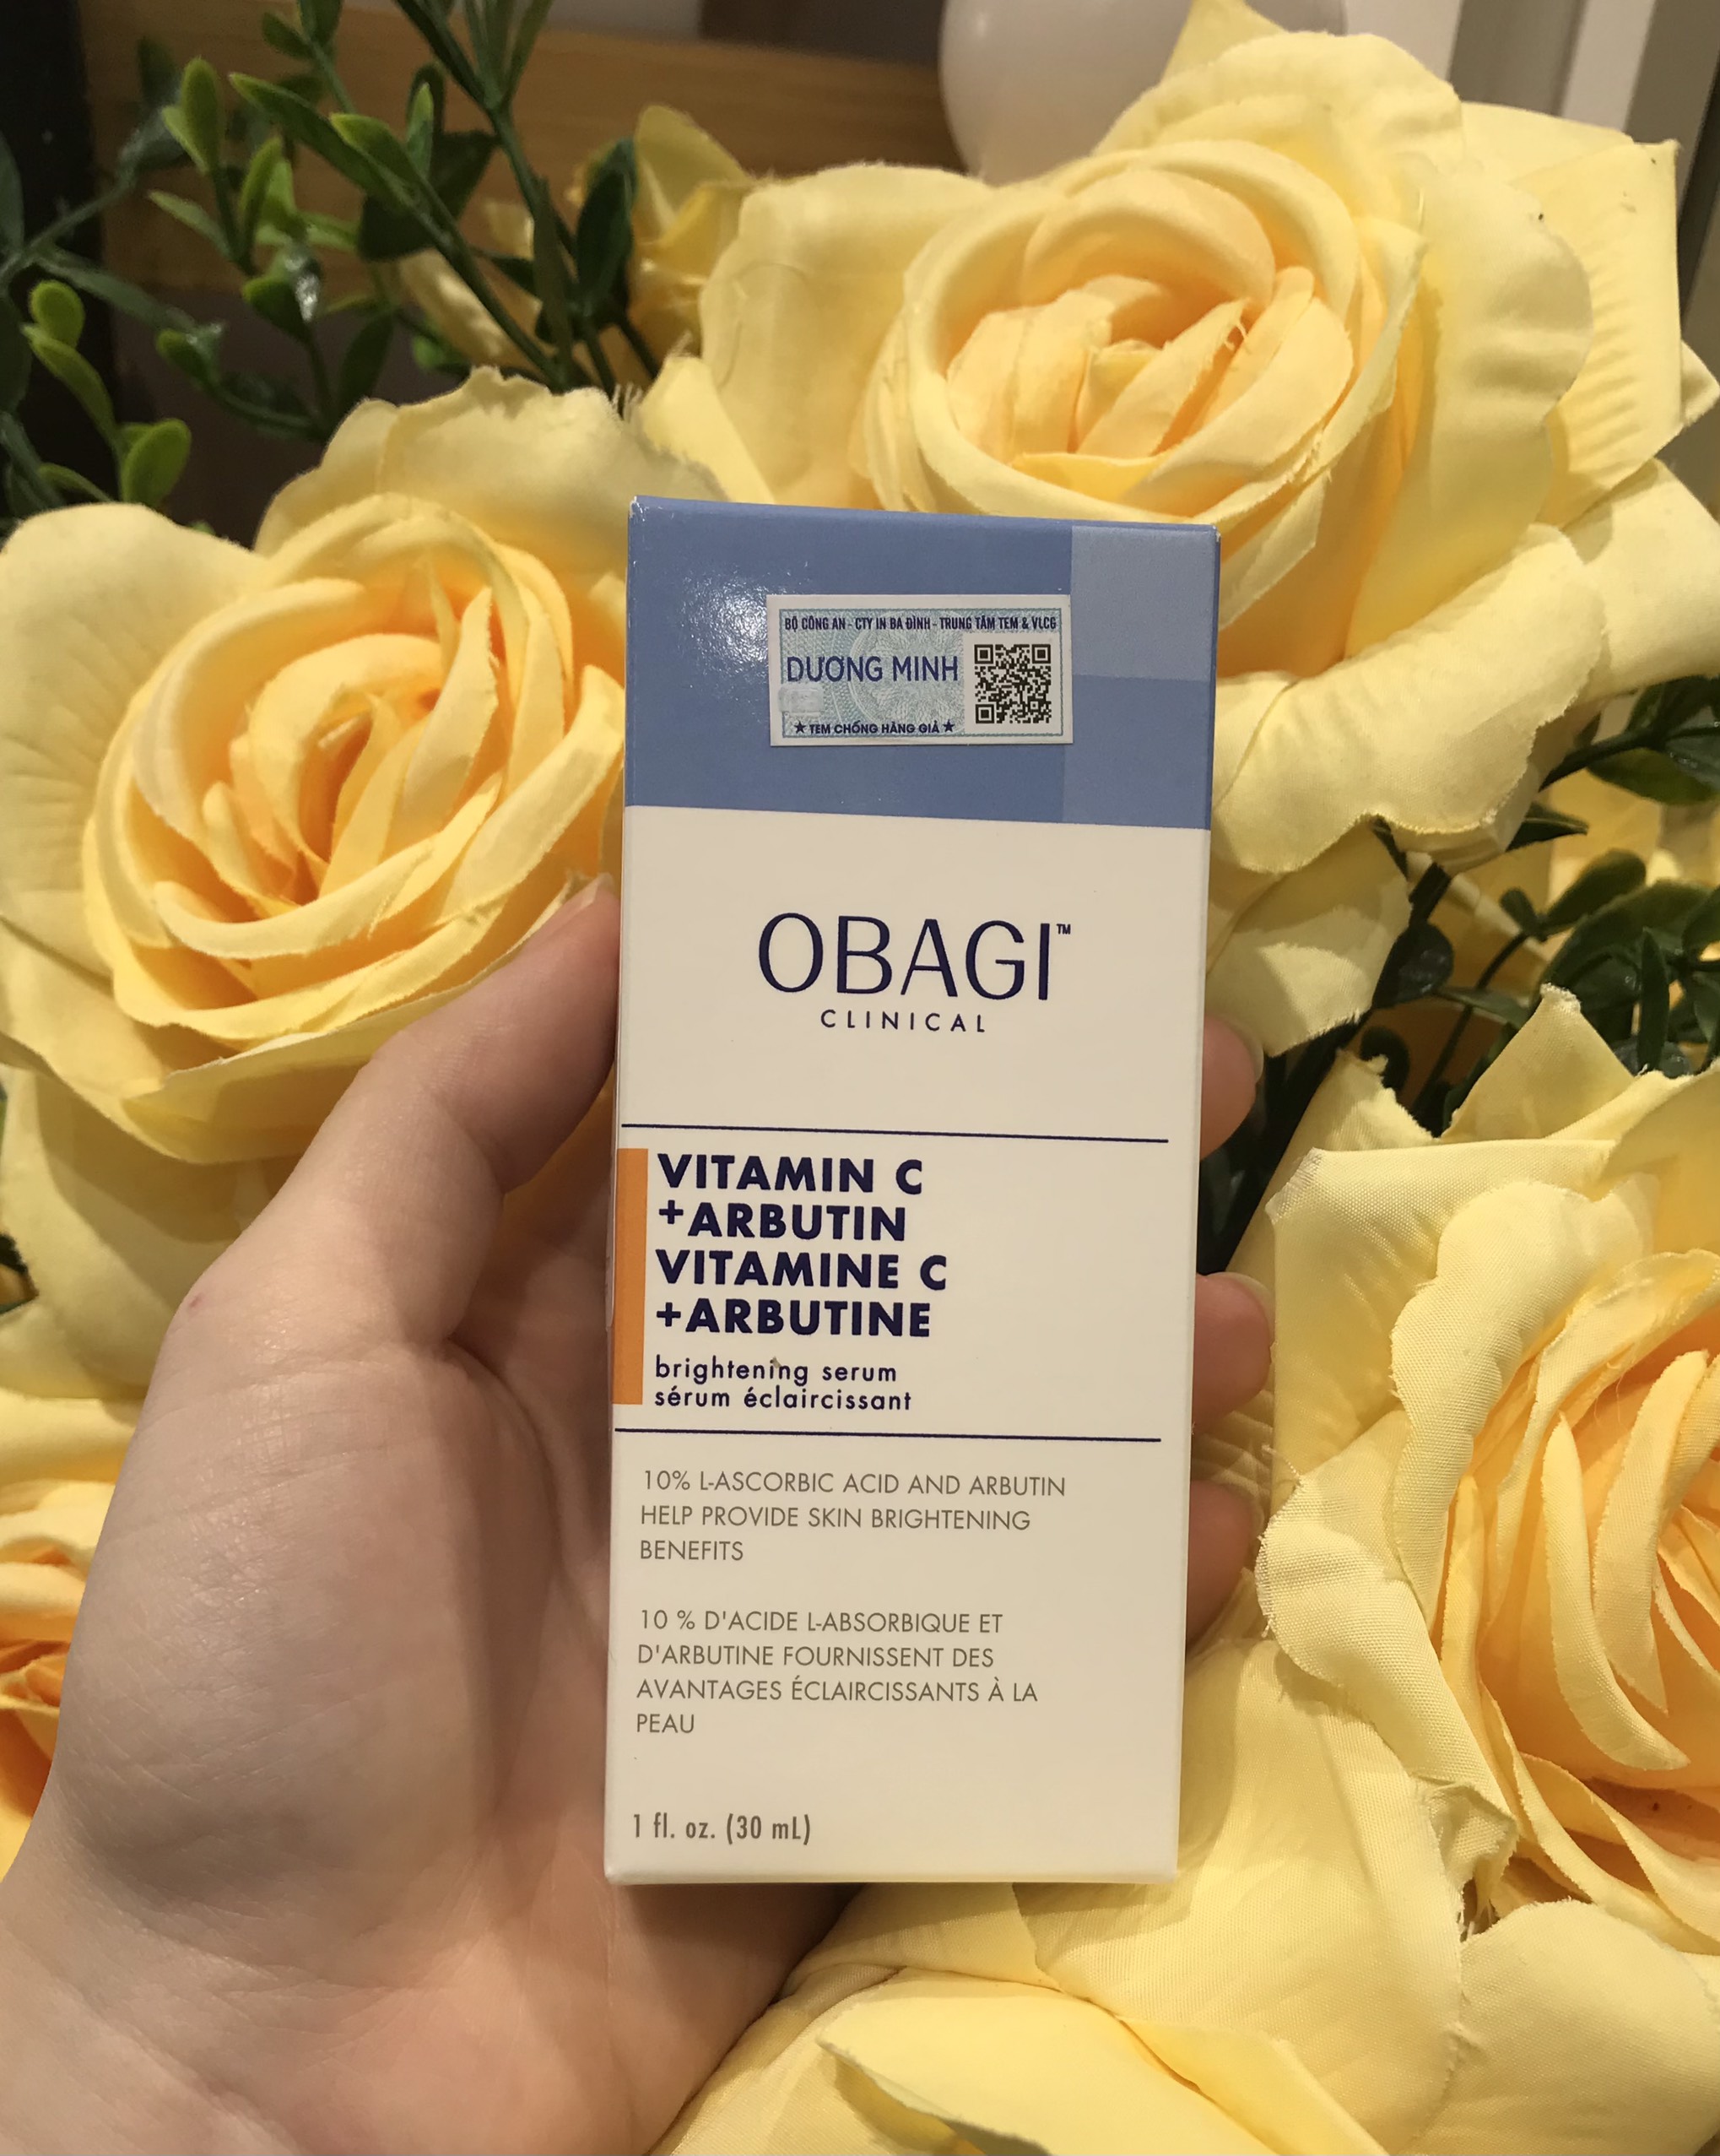 BỘ CÔNG AN - CTY IN BA ĐÌNH - TRUNG TÂM TEM & VLCG
DƯƠNG MINH
★ TEM CHỐNG HÀNG GIẢ ★
OBAGI™
CLINICAL
VITAMIN C
+ARBUTIN
VITAMINE C
+ARBUTINE
brightening serum
sérum éclaircissant
10% L-ASCORBIC ACID AND ARBUTIN
HELP PROVIDE SKIN BRIGHTENING
BENEFITS
10 % D'ACIDE L-ABSORBIQUE ET
D'ARBUTINE FOURNISSENT DES
AVANTAGES ÉCLAIRCISSANTS À LA
PEAU
1 fl. oz. (30 mL)